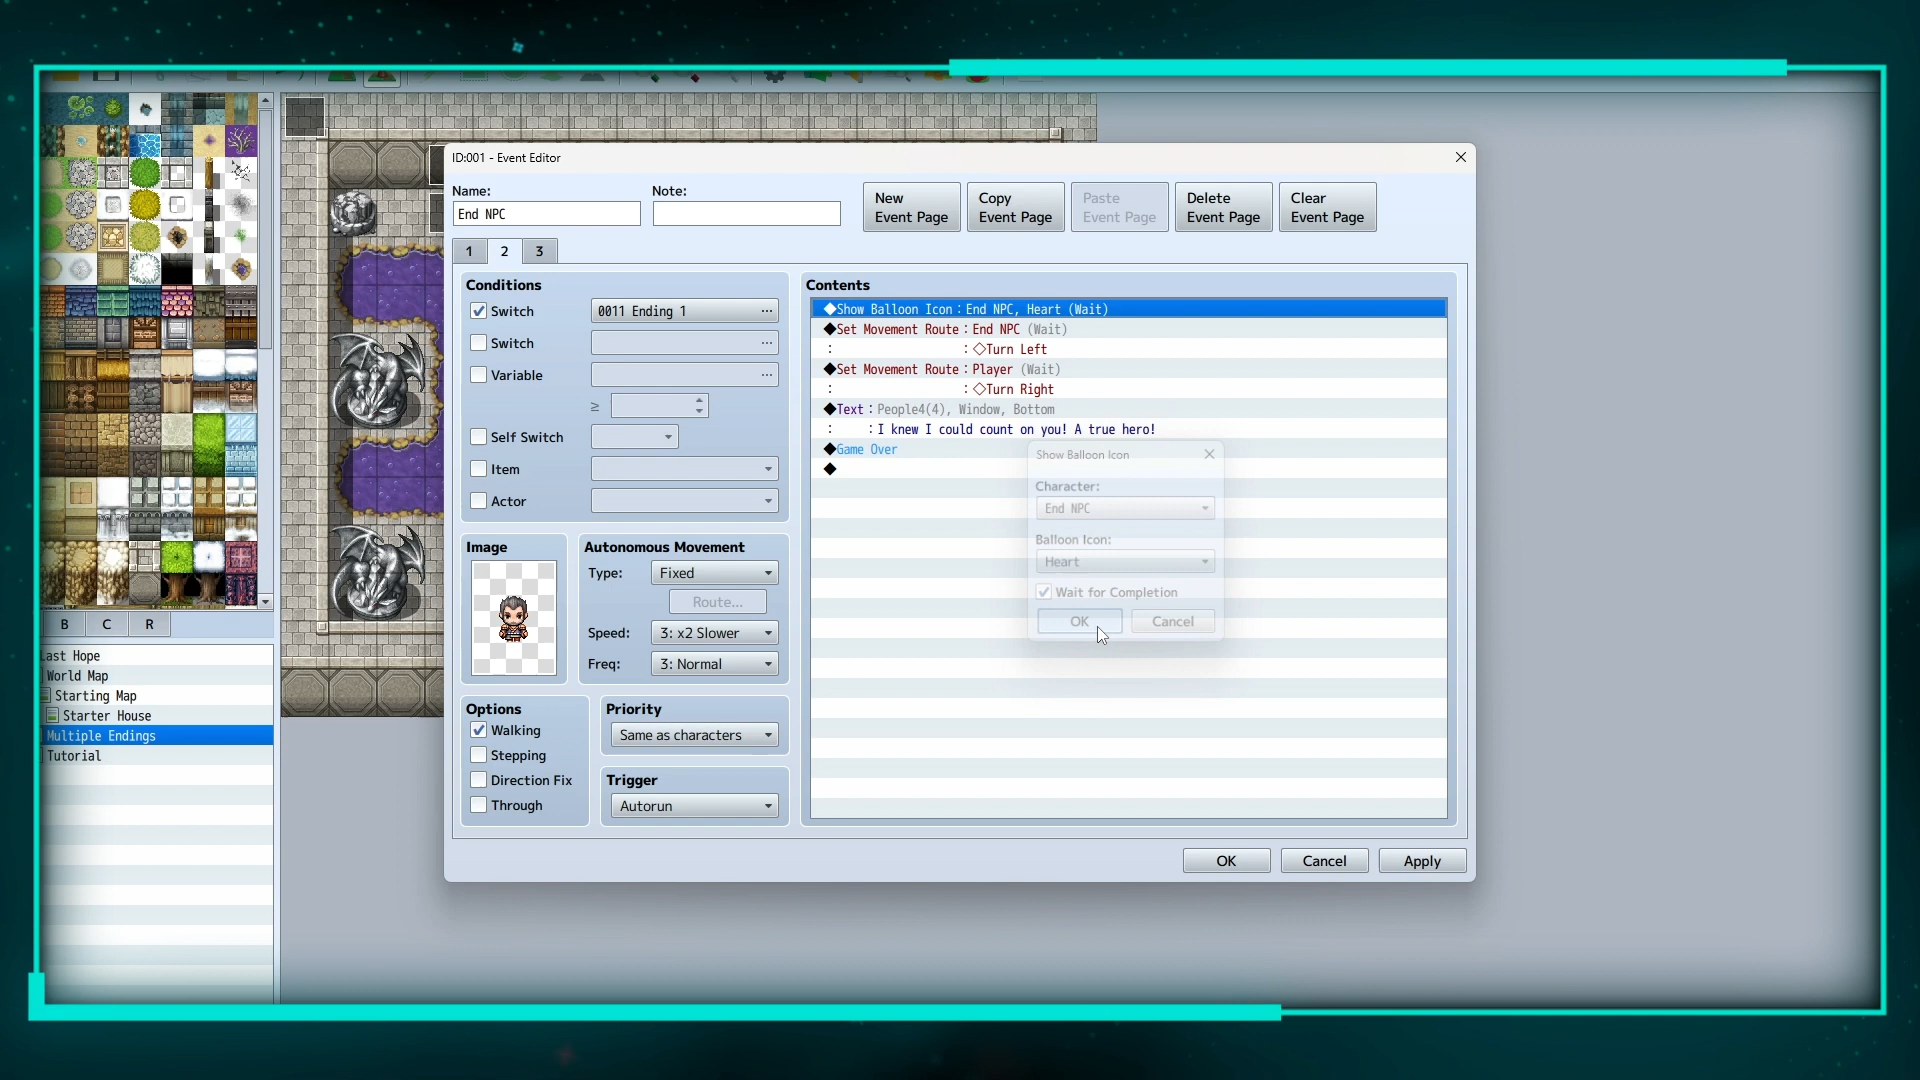 ID:001 - Event Editor
Name:
Note:
End NPC
New
Event Page
Copy
Event Page
Paste
Event Page
Delete
Event Page
Clear
Event Page
1
2
3
Conditions
Switch
0011 Ending 1
...
Switch
...
Variable
...
≥
Self Switch
Item
Actor
Image
Autonomous Movement
Type:
Fixed
Route...
Speed:
3: x2 Slower
Freq:
3: Normal
Options
Walking
Stepping
Direction Fix
Through
Priority
Same as characters
Trigger
Autorun
Contents
◆Show Balloon Icon：End NPC, Heart (Wait)
◆Set Movement Route：End NPC (Wait)
：　　　　　　　　　：◇Turn Left
◆Set Movement Route：Player (Wait)
：　　　　　　　　　：◇Turn Right
◆Text：People4(4), Window, Bottom
：　　：I knew I could count on you! A true hero!
◆Game Over
◆
Show Balloon Icon
Character:
End NPC
Balloon Icon:
Heart
Wait for Completion
OK
Cancel
OK
Cancel
Apply
B
C
R
Last Hope
World Map
Starting Map
Starter House
Multiple Endings
Tutorial